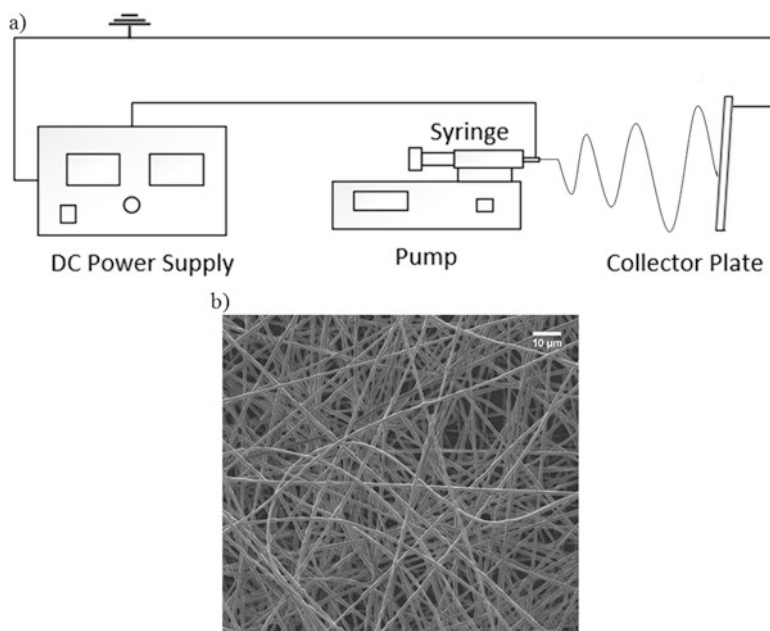 a)
Syringe
DC Power Supply
Pump
Collector Plate
b)
10 µm